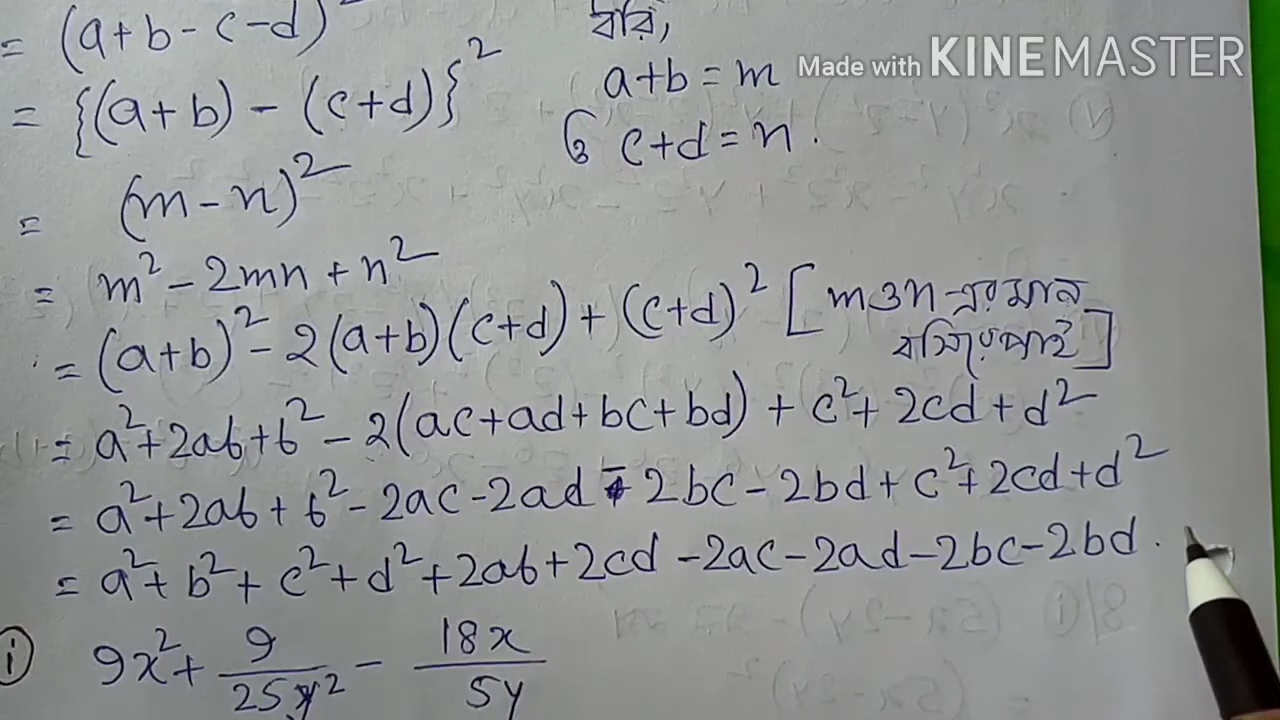 = (a+b-c-d)²
ধরি,
Made with KINEMASTER
= {(a+b) - (c+d)}²
a+b = m
ও c+d = n.
= (m-n)²
= m² - 2mn + n²
= (a+b)² - 2(a+b)(c+d) + (c+d)² [m ও n-এর মান
বসিয়ে পাই]
= a²+2ab+b² - 2(ac+ad+bc+bd) + c²+2cd+d²
= a²+2ab+b² - 2ac - 2ad - 2bc - 2bd + c²+2cd+d²
= a²+b²+c²+d²+2ab+2cd - 2ac - 2ad - 2bc - 2bd.
i) 9x² + 9/25y² - 18x/5y